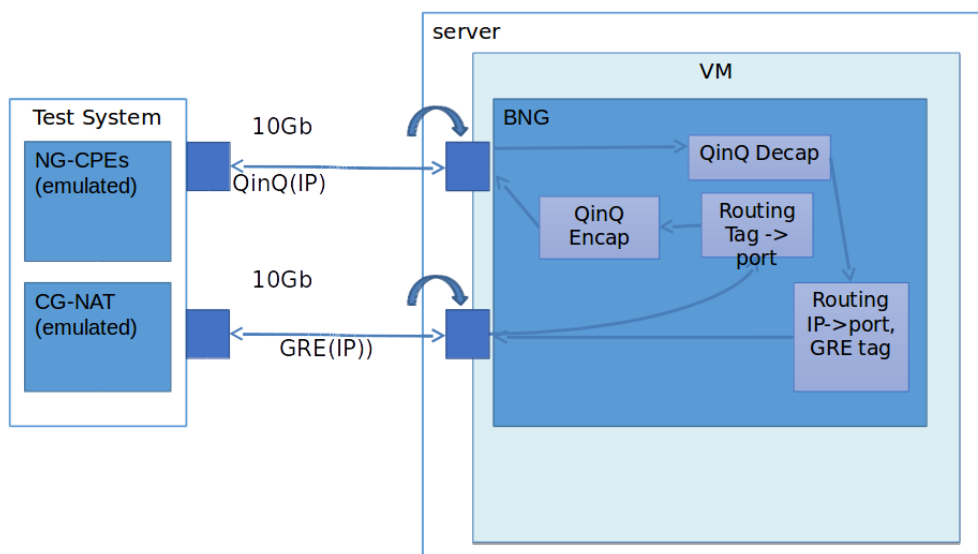 server
VM
Test System
NG-CPEs
(emulated)
10Gb
QinQ(IP)
BNG
QinQ Decap
QinQ
Encap
Routing
Tag ->
port
CG-NAT
(emulated)
10Gb
GRE(IP))
Routing
IP->port,
GRE tag